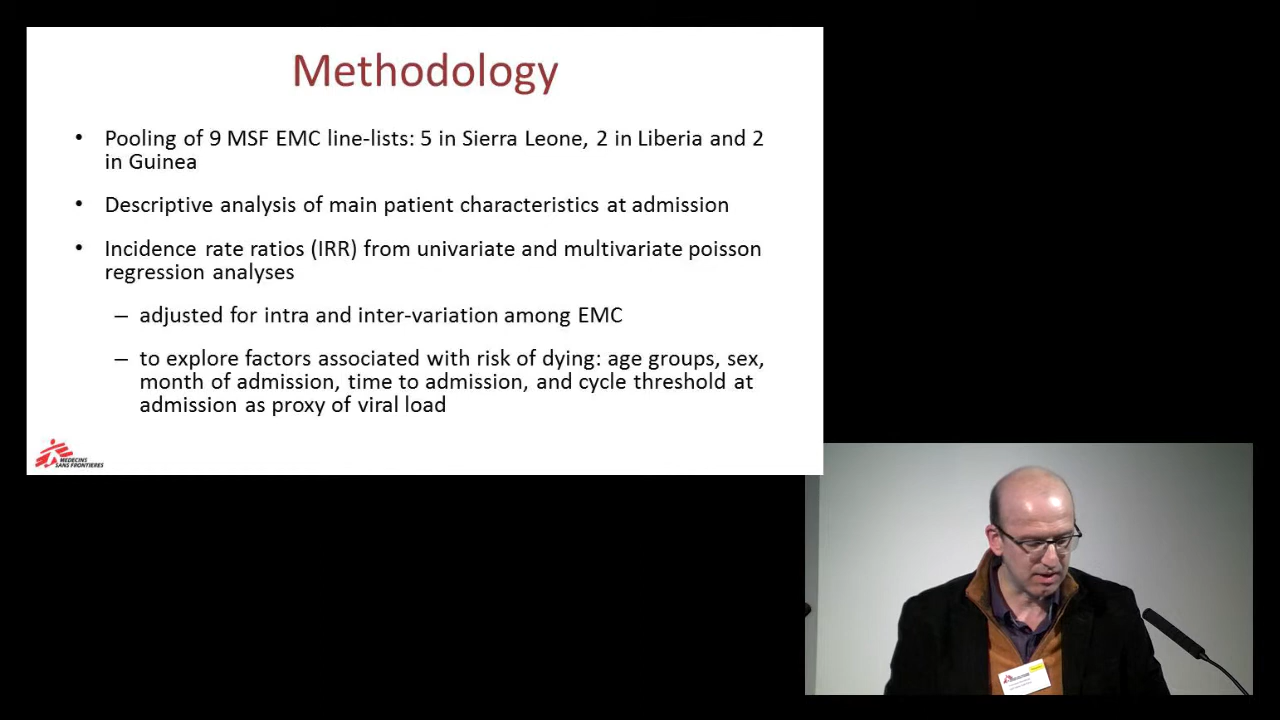 Methodology
• Pooling of 9 MSF EMC line-lists: 5 in Sierra Leone, 2 in Liberia and 2
in Guinea
• Descriptive analysis of main patient characteristics at admission
• Incidence rate ratios (IRR) from univariate and multivariate poisson
regression analyses
– adjusted for intra and inter-variation among EMC
– to explore factors associated with risk of dying: age groups, sex,
month of admission, time to admission, and cycle threshold at
admission as proxy of viral load
MEDECINS
SANS FRONTIERES